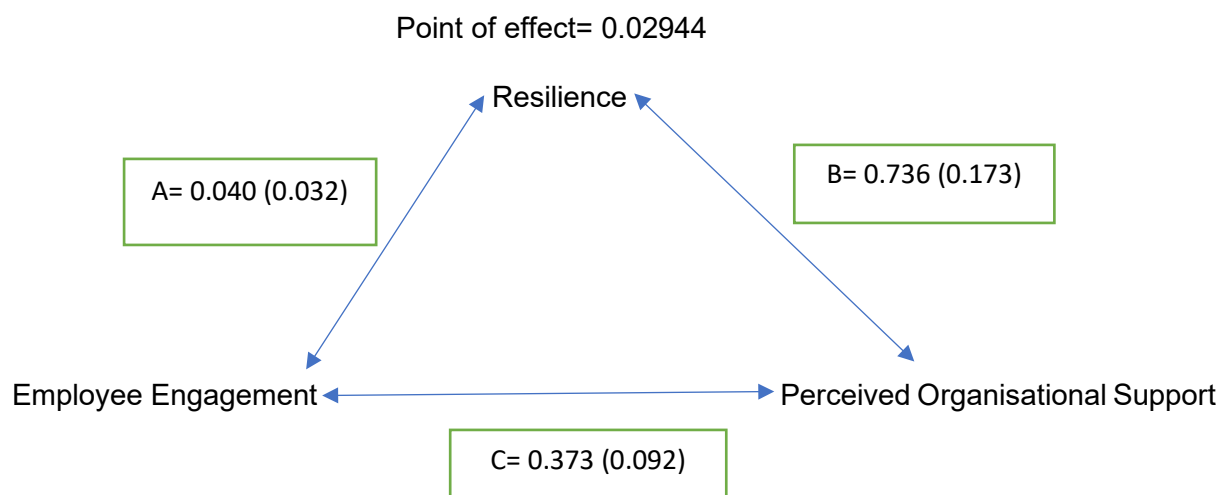 Point of effect= 0.02944
Resilience
A= 0.040 (0.032)
B= 0.736 (0.173)
Employee Engagement
Perceived Organisational Support
C= 0.373 (0.092)